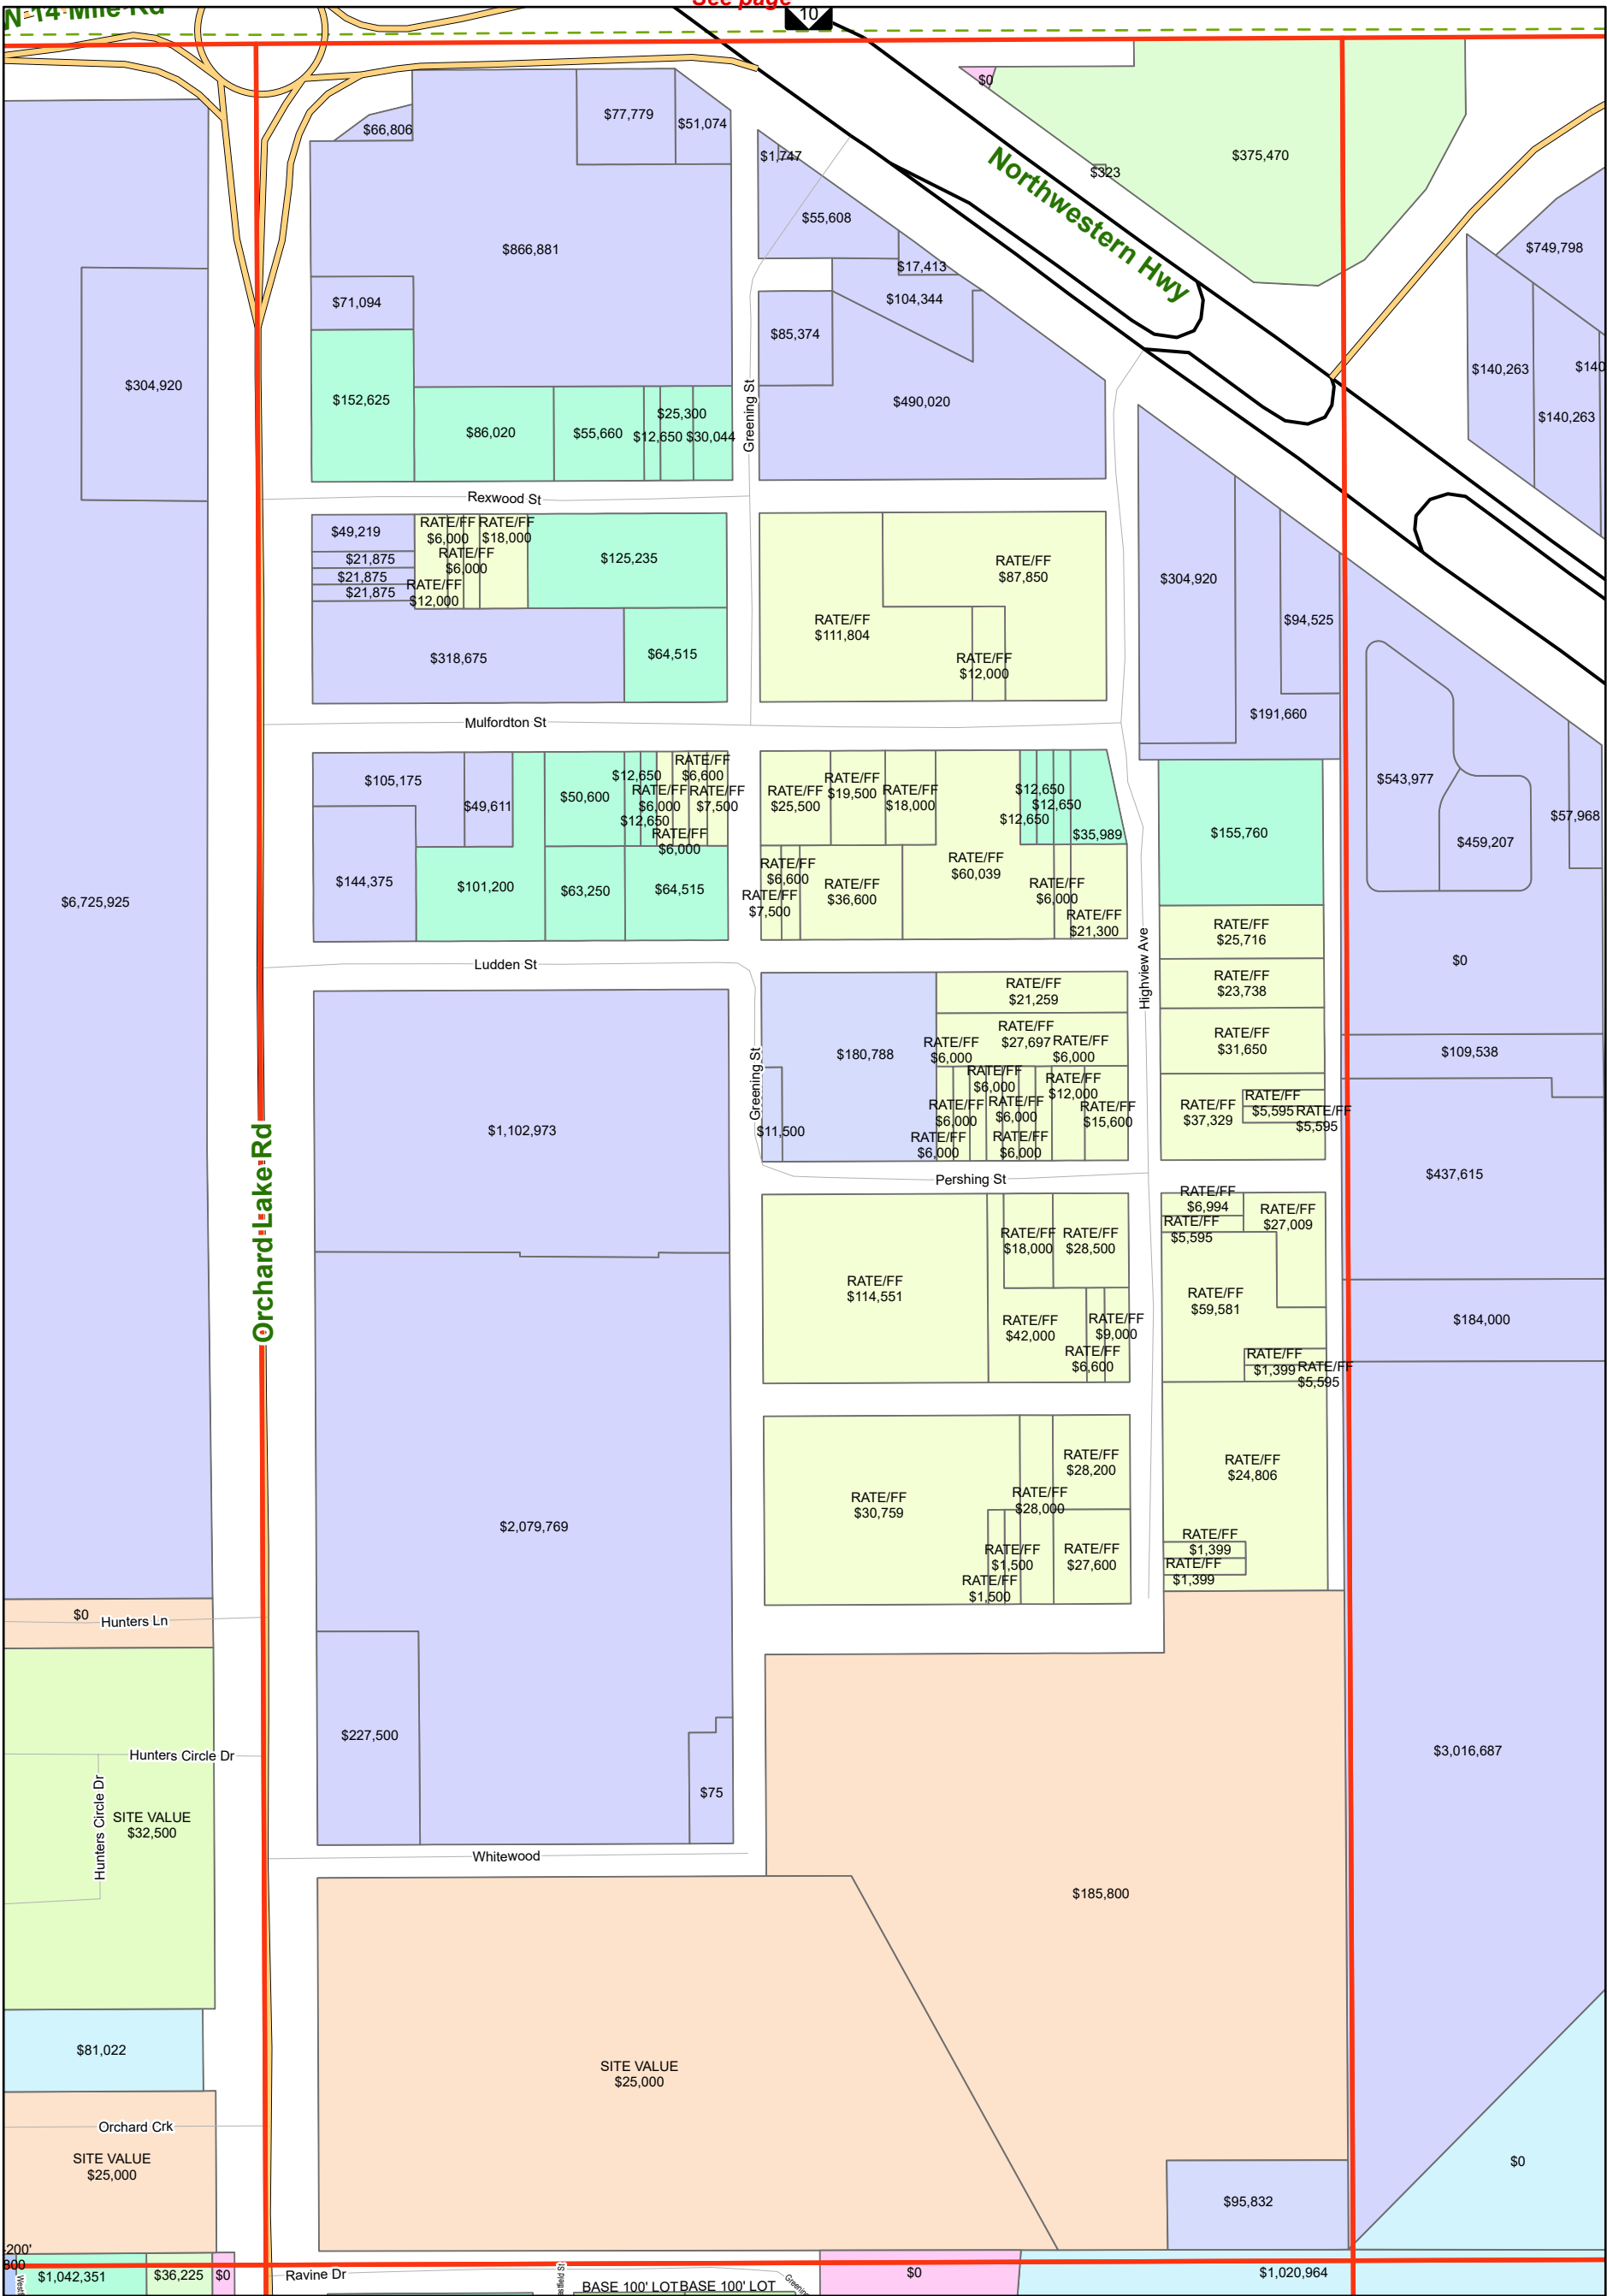 See page
10
N 14 Mile Rd
$0
$77,779
$51,074
$66,806
$375,470
$1,747
$323
Northwestern Hwy
$55,608
$866,881
$749,798
$17,413
$71,094
$104,344
$85,374
$304,920
$140,263
$140
$152,625
$490,020
Greening St
$25,300
$140,263
$86,020
$55,660
$12,650
$30,044
Rexwood St
$49,219
RATE/FF
$6,000
RATE/FF
$18,000
$21,875
RATE/FF
$6,000
$125,235
RATE/FF
$87,850
$21,875
$304,920
$21,875
RATE/FF
$12,000
RATE/FF
$111,804
$94,525
$318,675
$64,515
RATE/FF
$12,000
$191,660
Mulfordton St
$105,175
$49,611
$50,600
$12,650
RATE/FF
$6,600
RATE/FF
$6,000
RATE/FF
$7,500
$12,650
RATE/FF
$6,000
RATE/FF
$25,500
RATE/FF
$19,500
RATE/FF
$18,000
$12,650
$12,650
$12,650
$35,989
$543,977
$57,968
$155,760
$459,207
$144,375
$101,200
$63,250
$64,515
RATE/FF
$6,600
RATE/FF
$7,500
RATE/FF
$36,600
RATE/FF
$60,039
RATE/FF
$6,000
RATE/FF
$21,300
$6,725,925
RATE/FF
$25,716
Ludden St
Highview Ave
$0
RATE/FF
$21,259
RATE/FF
$23,738
$180,788
RATE/FF
$27,697
RATE/FF
$6,000
RATE/FF
$6,000
RATE/FF
$31,650
$109,538
Greening St
RATE/FF
$6,000
RATE/FF
$12,000
RATE/FF
$6,000
RATE/FF
$6,000
RATE/FF
$15,600
RATE/FF
$6,000
RATE/FF
$6,000
RATE/FF
$37,329
RATE/FF
$5,595
RATE/FF
$5,595
$1,102,973
$11,500
$437,615
Pershing St
Orchard Lake Rd
RATE/FF
$6,994
RATE/FF
$5,595
RATE/FF
$27,009
RATE/FF
$18,000
RATE/FF
$28,500
RATE/FF
$114,551
RATE/FF
$59,581
RATE/FF
$42,000
RATE/FF
$9,000
RATE/FF
$6,600
$184,000
RATE/FF
$1,399
RATE/FF
$5,595
RATE/FF
$28,200
RATE/FF
$24,806
RATE/FF
$30,759
RATE/FF
$28,000
$2,079,769
RATE/FF
$1,500
RATE/FF
$27,600
RATE/FF
$1,500
RATE/FF
$1,399
RATE/FF
$1,399
$0
Hunters Ln
$227,500
Hunters Circle Dr
$3,016,687
$75
Hunters Circle Dr
SITE VALUE
$32,500
Whitewood
$185,800
$81,022
SITE VALUE
$25,000
Orchard Crk
SITE VALUE
$25,000
$0
$95,832
200'
800
$1,042,351
$36,225
$0
Ravine Dr
BASE 100' LOT
BASE 100' LOT
$0
$1,020,964